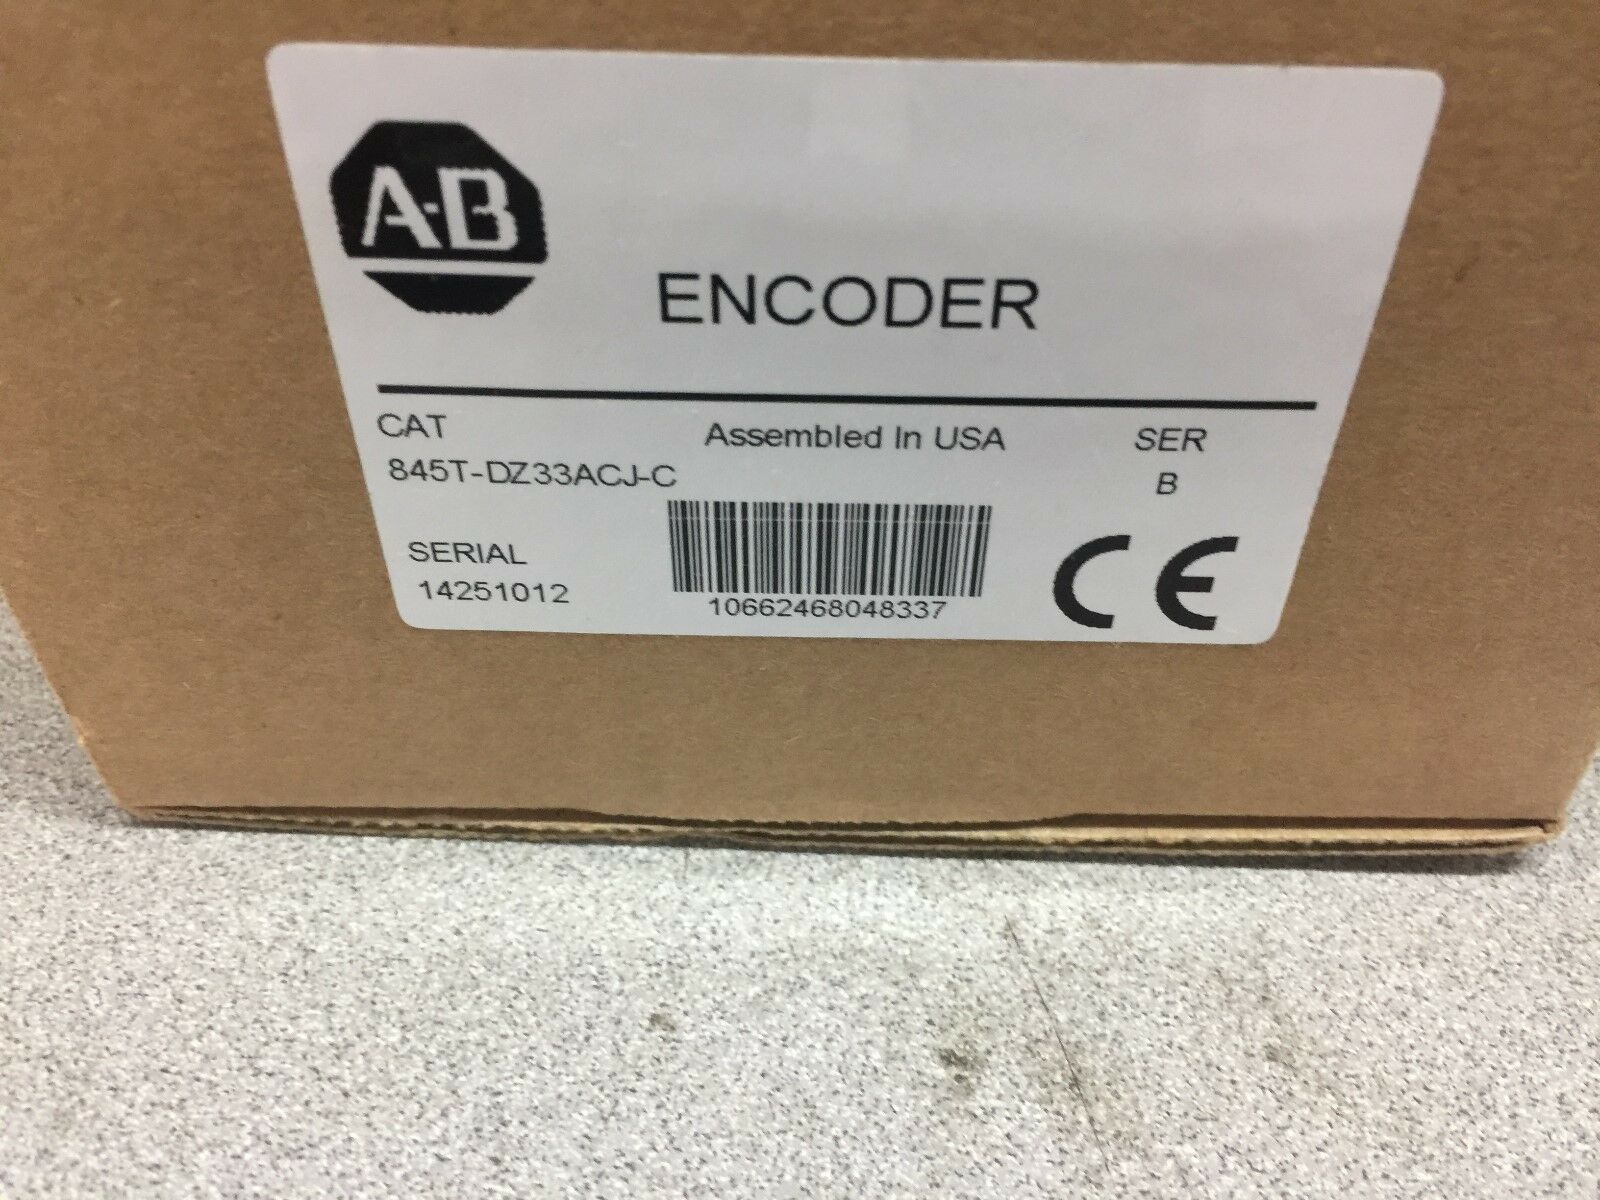 A-B
ENCODER
CAT
Assembled In USA
SER
845T-DZ33ACJ-C
B
SERIAL
14251012
10662468048337
CE